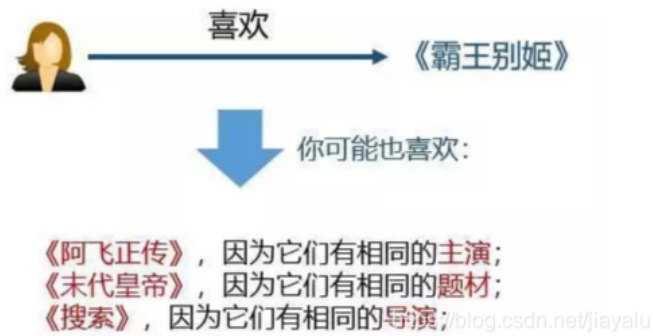 喜欢
《霸王别姬》
你可能也喜欢：
《阿飞正传》，因为它们有相同的主演；
《末代皇帝》，因为它们有相同的题材；
《搜索》，因为它们有相同的导演；
https://blog.csdn.net/jiayalu